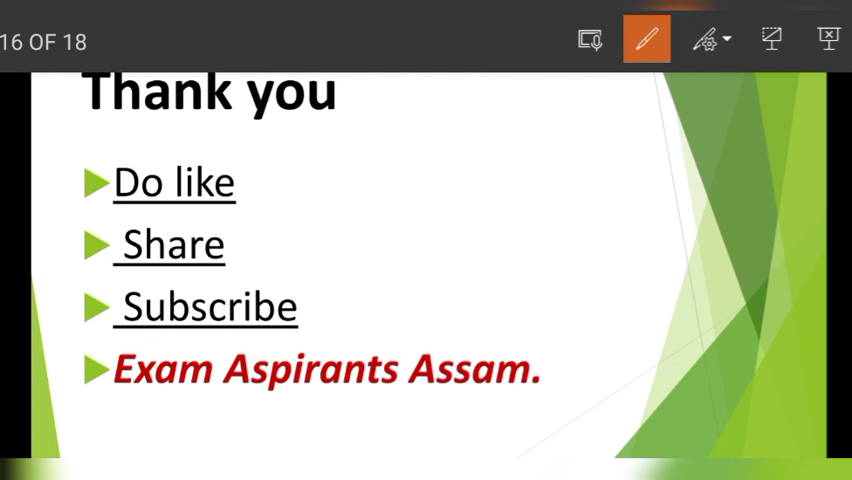 16 OF 18
Thank you
Do like
Share
Subscribe
Exam Aspirants Assam.